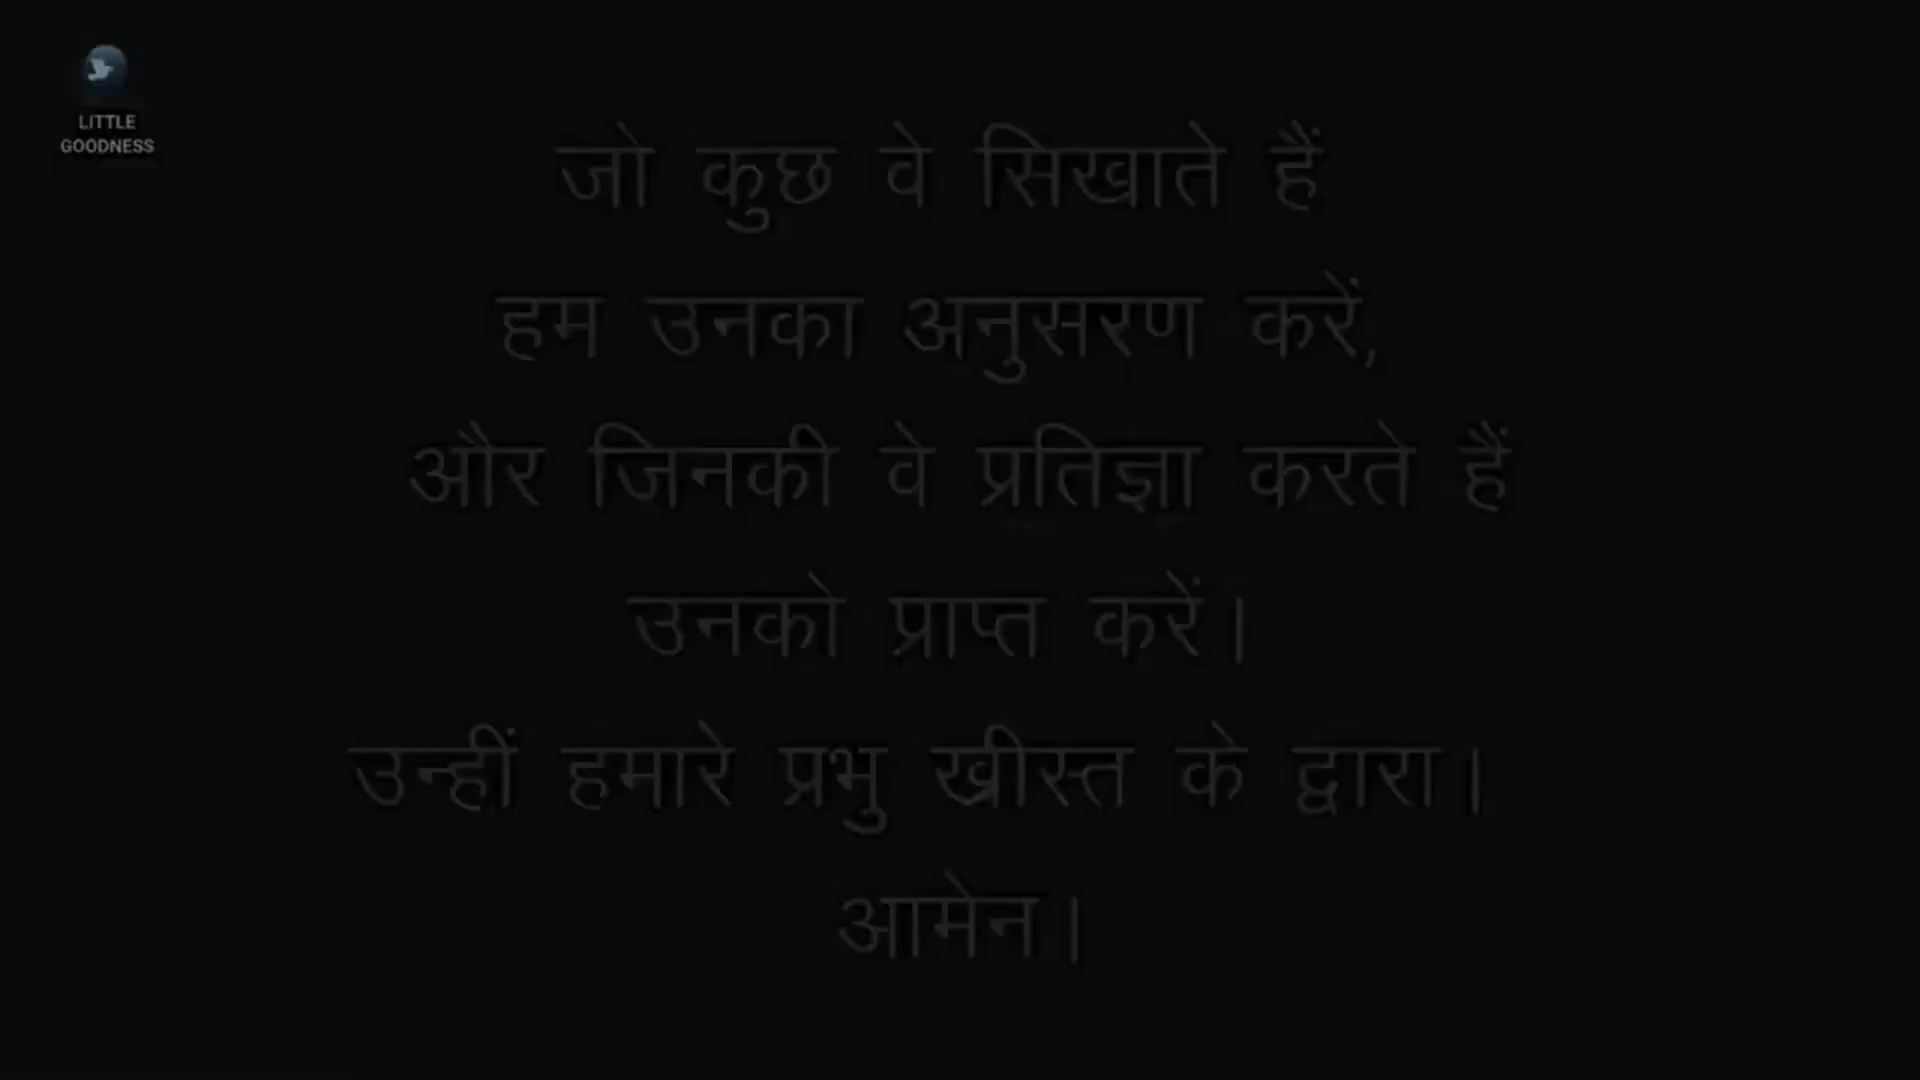 LITTLE
GOODNESS
जो कुछ वे सिखाते हैं
हम उनका अनुसरण करें,
और जिनकी वे प्रतिज्ञा करते हैं
उनको प्राप्त करें।
उन्हीं हमारे प्रभु ख्रीस्त के द्वारा।
आमेन।